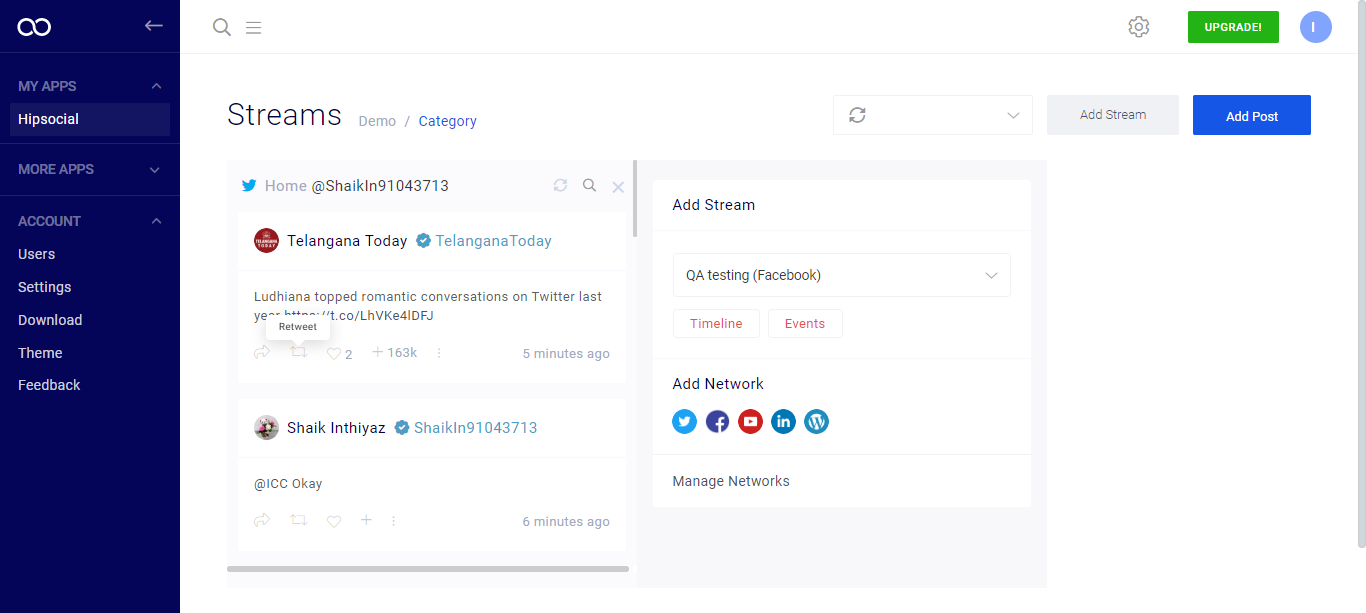 UPGRADE!
I
MY APPS
Hipsocial
MORE APPS
ACCOUNT
Users
Settings
Download
Theme
Feedback
Streams Demo / Category
Add Stream
Add Post
Home @ShaikIn91043713
Telangana Today TelanganaToday
Ludhiana topped romantic conversations on Twitter last
year https://t.co/LhVKe4lDFJ
Retweet
2 163k 5 minutes ago
Shaik Inthiyaz ShaikIn91043713
@ICC Okay
6 minutes ago
Add Stream
QA testing (Facebook)
Timeline Events
Add Network
Manage Networks